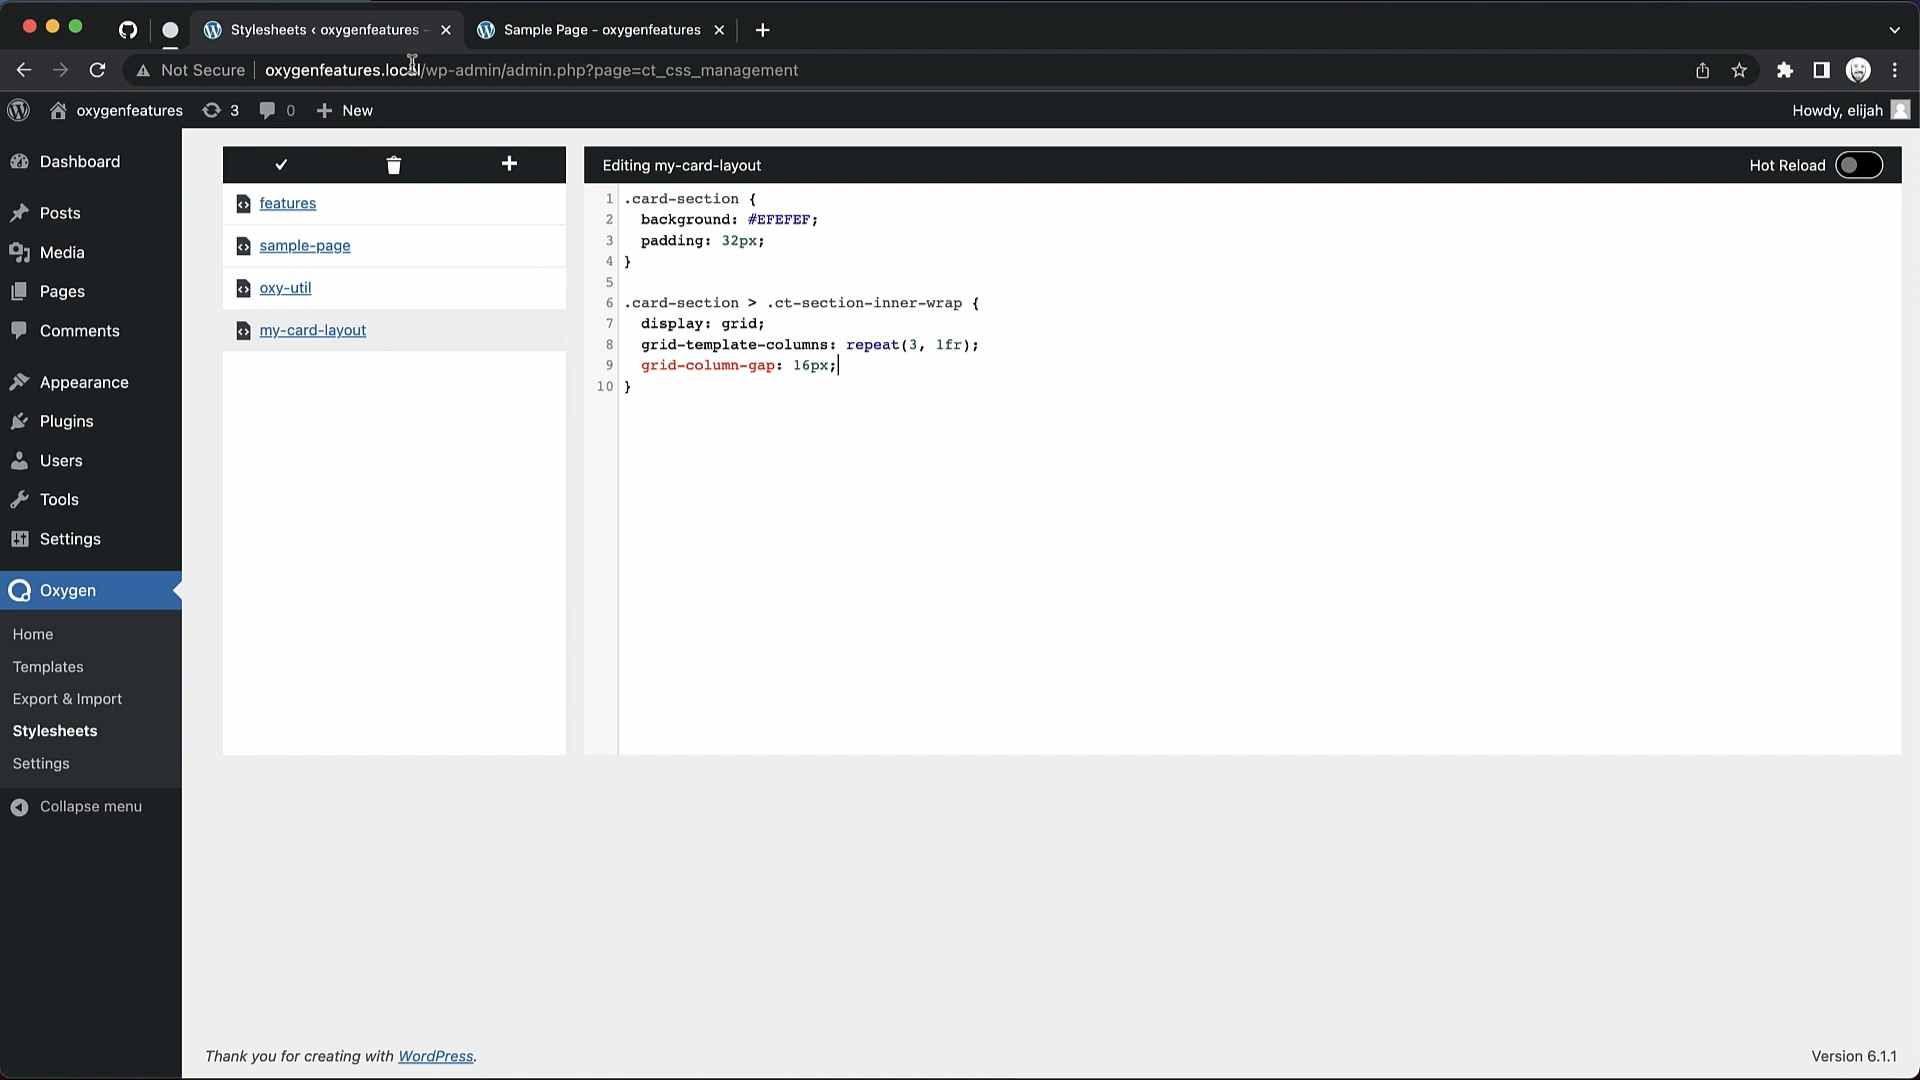 Stylesheets ‹ oxygenfeatures -
Sample Page – oxygenfeatures
Not Secure
oxygenfeatures.local/wp-admin/admin.php?page=ct_css_management
oxygenfeatures
3
0
New
Howdy, elijah
Dashboard
Posts
Media
Pages
Comments
Appearance
Plugins
Users
Tools
Settings
Oxygen
Home
Templates
Export & Import
Stylesheets
Settings
Collapse menu
features
sample-page
oxy-util
my-card-layout
Editing my-card-layout
Hot Reload
1 .card-section {
2 background: #EFEFEF;
3 padding: 32px;
4 }
5
6 .card-section > .ct-section-inner-wrap {
7 display: grid;
8 grid-template-columns: repeat(3, 1fr);
9 grid-column-gap: 16px;
10 }
Thank you for creating with WordPress.
Version 6.1.1